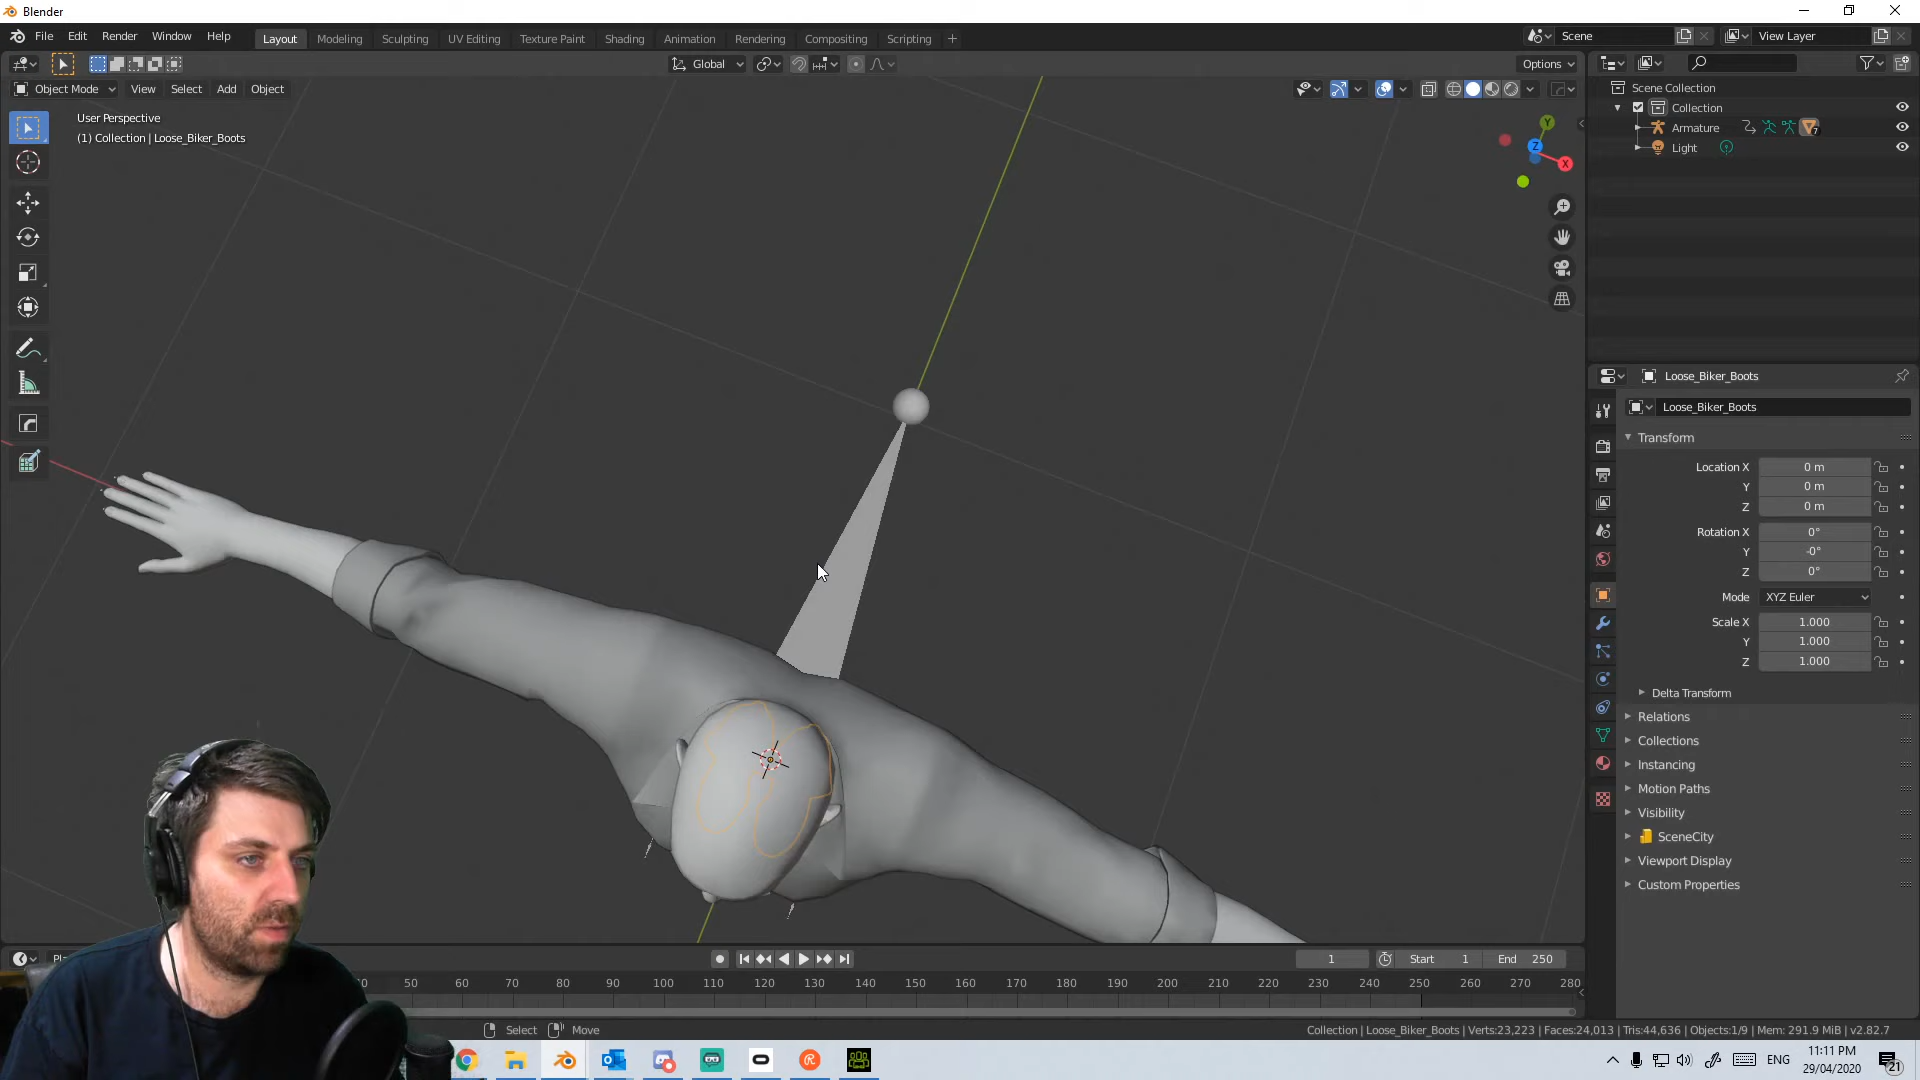 Blender
File Edit Render Window Help
Layout Modeling Sculpting UV Editing Texture Paint Shading Animation Rendering Compositing Scripting +
Scene
View Layer
Global
Options
Object Mode View Select Add Object
User Perspective
(1) Collection | Loose_Biker_Boots
Y
Z
X
Scene Collection
Collection
Armature
7
Light
Loose_Biker_Boots
Loose_Biker_Boots
Transform
Location X 0 m
Y 0 m
Z 0 m
Rotation X 0°
Y -0°
Z 0°
Mode XYZ Euler
Scale X 1.000
Y 1.000
Z 1.000
Delta Transform
Relations
Collections
Instancing
Motion Paths
Visibility
SceneCity
Viewport Display
Custom Properties
1
Start 1
End 250
50 60 70 80 90 100 110 120 130 140 150 160 170 180 190 200 210 220 230 240 250 260 270 280
Select
Move
Collection | Loose_Biker_Boots | Verts:23,223 | Faces:24,013 | Tris:44,636 | Objects:1/9 | Mem: 291.9 MiB | v2.82.7
ENG
11:11 PM
29/04/2020
21